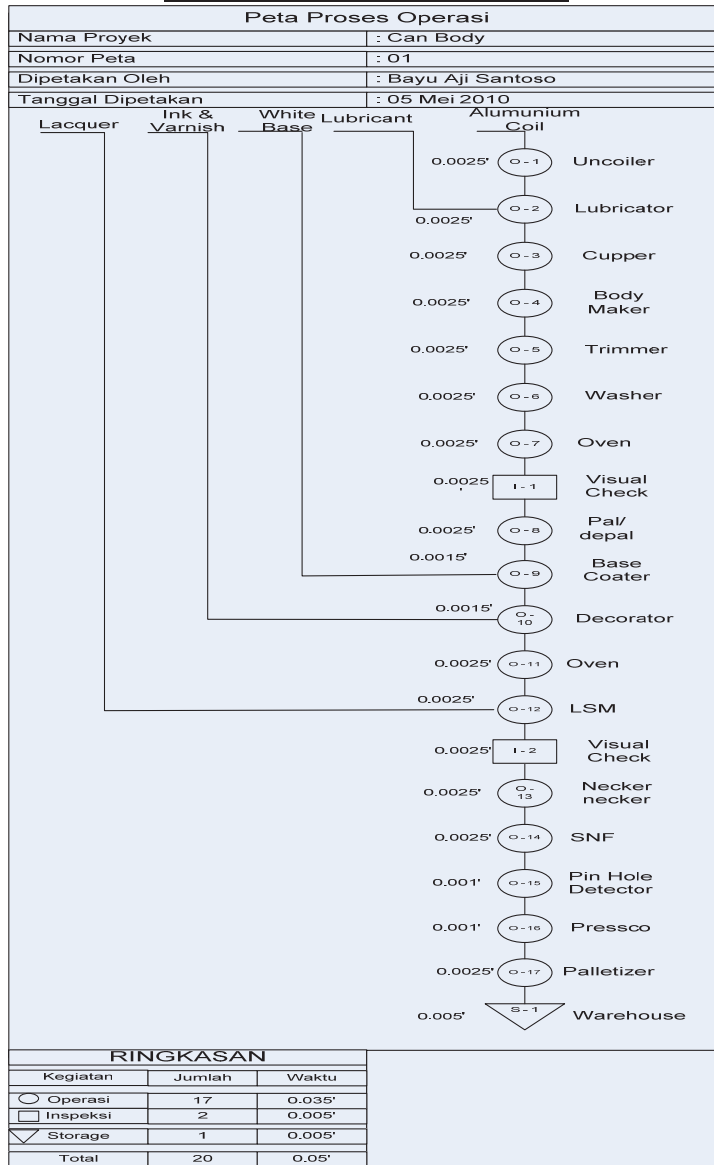 Peta Proses Operasi
Nama Proyek : Can Body
Nomor Peta : 01
Dipetakan Oleh : Bayu Aji Santoso
Tanggal Dipetakan : 05 Mei 2010
Lacquer
Ink &
Varnish
White
Base
Lubricant
Alumunium
Coil
0.0025' O-1 Uncoiler
O-2 Lubricator
0.0025'
0.0025' O-3 Cupper
0.0025' O-4 Body
Maker
0.0025' O-5 Trimmer
0.0025' O-6 Washer
0.0025' O-7 Oven
0.0025
' I-1 Visual
Check
0.0025' O-8 Pal/
depal
0.0015' O-9 Base
Coater
0.0015' O-
10 Decorator
0.0025' O-11 Oven
0.0025' O-12 LSM
0.0025' I-2 Visual
Check
0.0025' O-
13 Necker
necker
0.0025' O-14 SNF
0.001' O-15 Pin Hole
Detector
0.001' O-16 Pressco
0.0025' O-17 Palletizer
0.005' S-1 Warehouse
RINGKASAN
Kegiatan Jumlah Waktu
Operasi 17 0.035'
Inspeksi 2 0.005'
Storage 1 0.005'
Total 20 0.05'